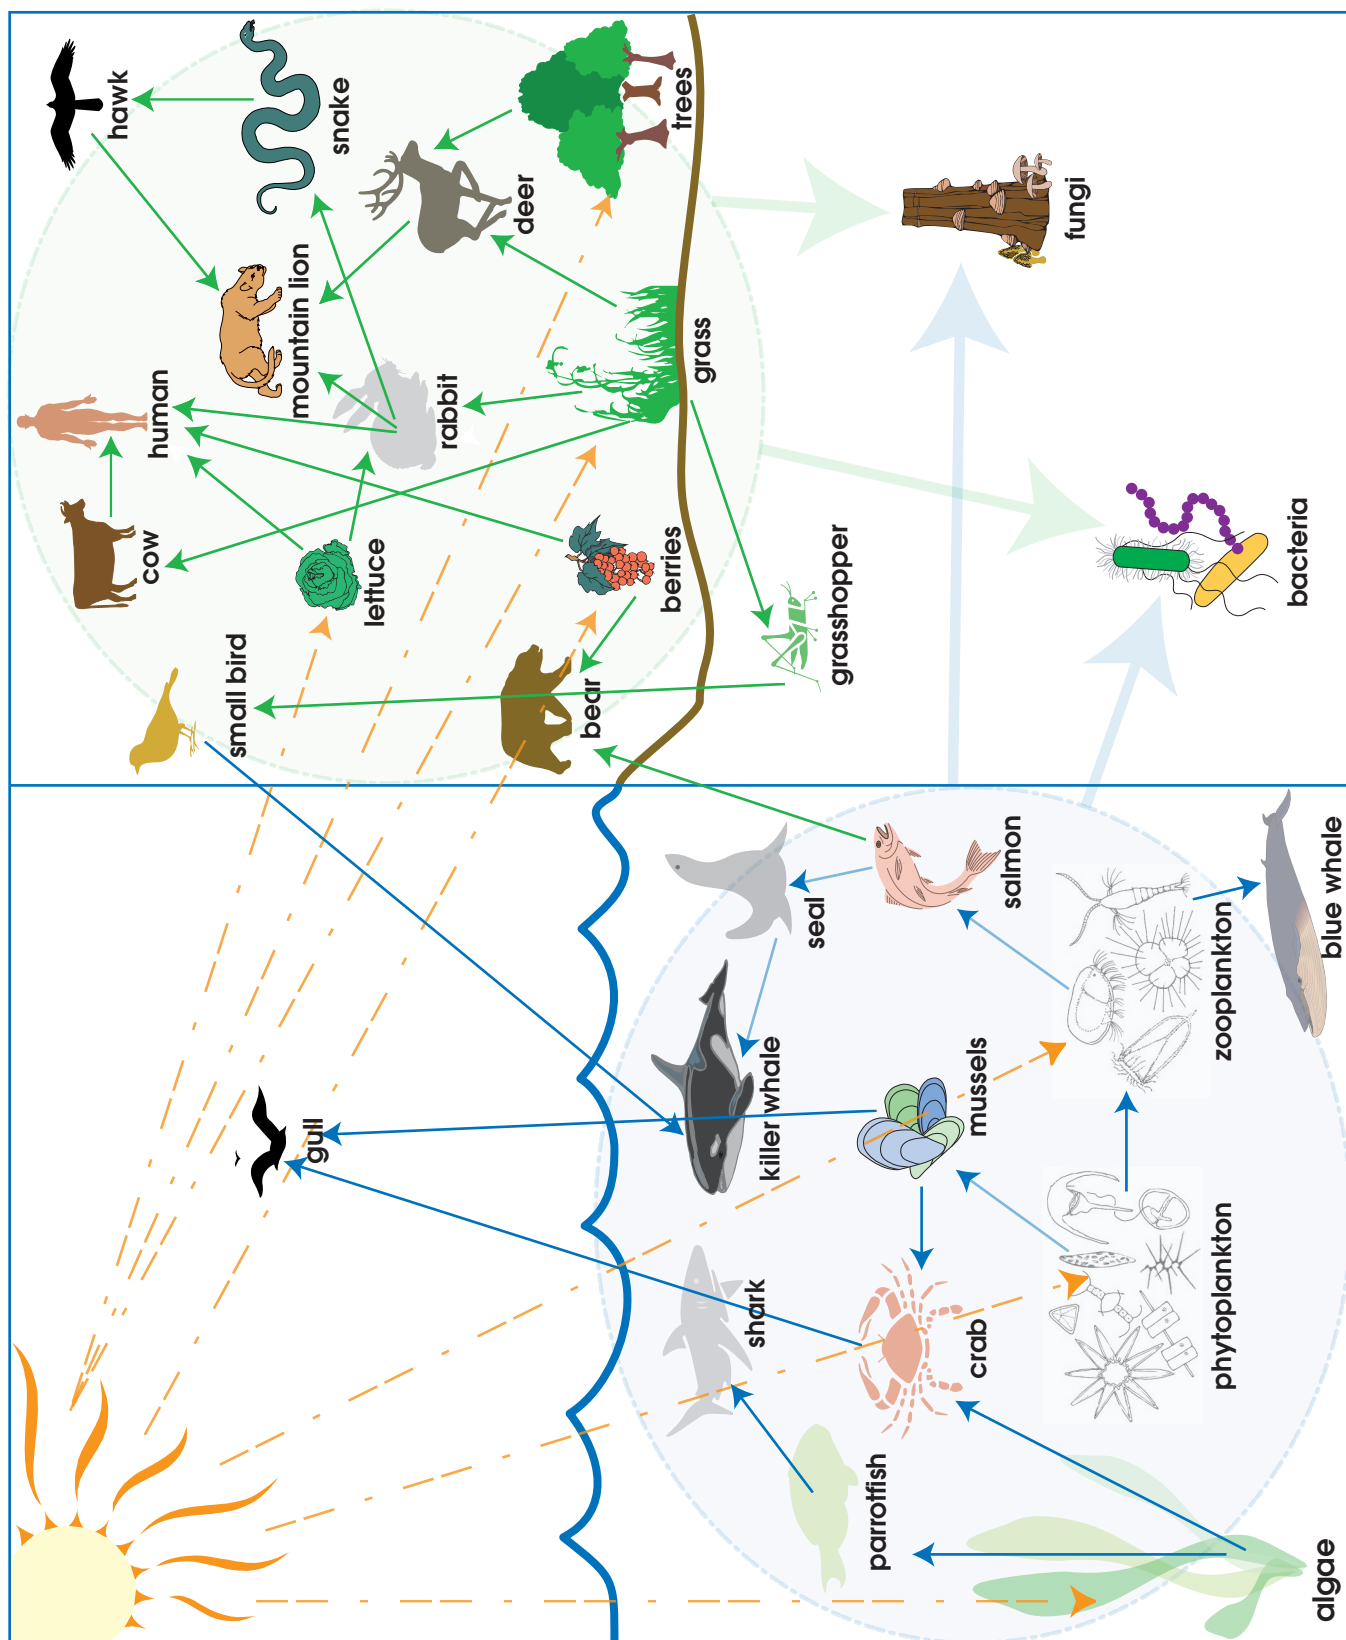 gull
small bird
cow
human
hawk
lettuce
mountain lion
snake
rabbit
bear
berries
deer
grass
trees
shark
killer whale
seal
grasshopper
parrotfish
crab
mussels
salmon
fungi
algae
phytoplankton
zooplankton
blue whale
bacteria